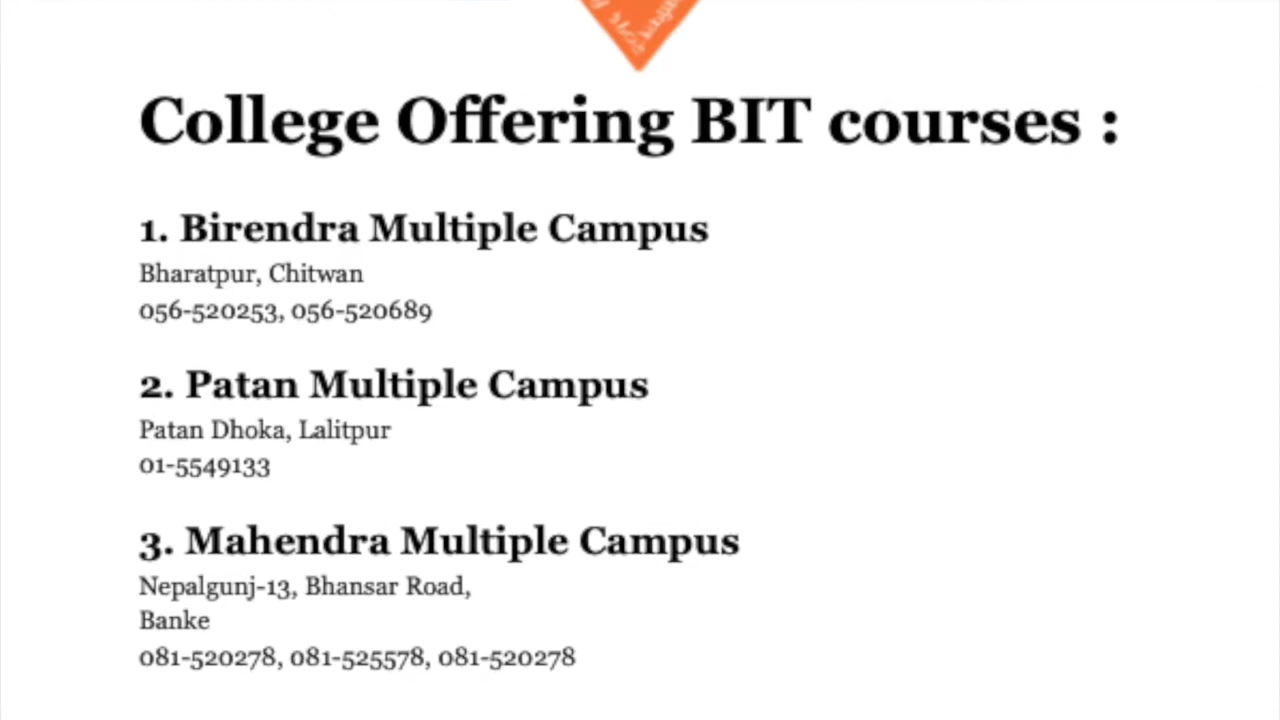 College Offering BIT courses :
1. Birendra Multiple Campus
Bharatpur, Chitwan
056-520253, 056-520689
2. Patan Multiple Campus
Patan Dhoka, Lalitpur
01-5549133
3. Mahendra Multiple Campus
Nepalgunj-13, Bhansar Road,
Banke
081-520278, 081-525578, 081-520278